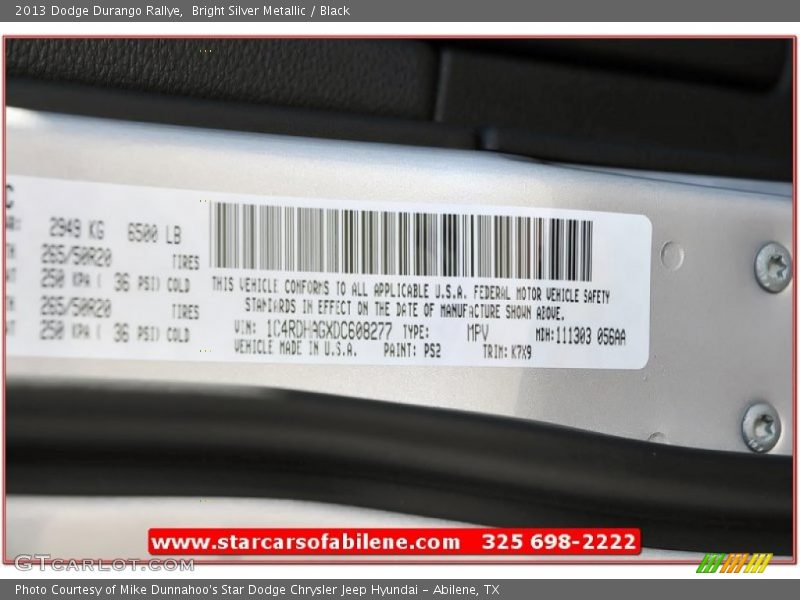 2013 Dodge Durango Rallye,  Bright Silver Metallic / Black
2949 KG 6500 LB
265/50R20 TIRES
250 KPA ( 36 PSI) COLD
265/50R20 TIRES
250 KPA ( 36 PSI) COLD
THIS VEHICLE CONFORMS TO ALL APPLICABLE U.S.A. FEDERAL MOTOR VEHICLE SAFETY
STANDARDS IN EFFECT ON THE DATE OF MANUFACTURE SHOWN ABOVE.
VIN: 1C4RDHAGXDC608277 TYPE: MPV MDH:111303 056AA
VEHICLE MADE IN U.S.A. PAINT: PS2 TRIM: K7X9
www.starcarsofabilene.com 325 698-2222
GTcarlot.com
Photo Courtesy of Mike Dunnahoo's Star Dodge Chrysler Jeep Hyundai - Abilene, TX